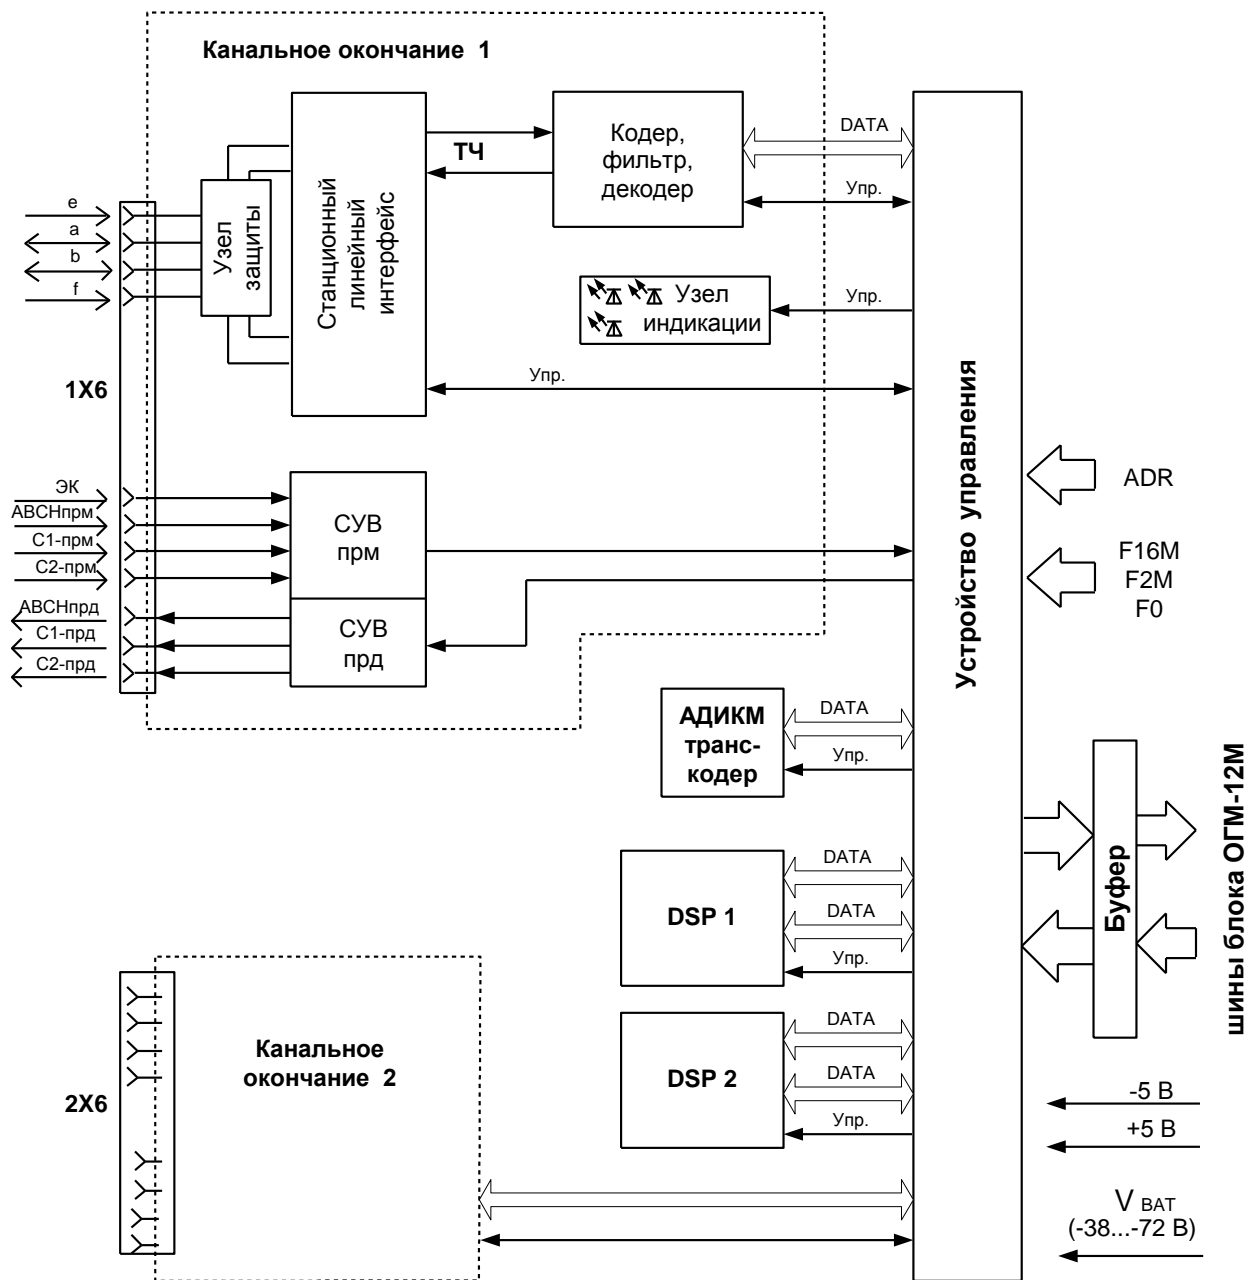 Канальное окончание 1
Станционный
линейный
интерфейс
Узел
защиты
ТЧ
Кодер,
фильтр,
декодер
DATA
Упр.
e
a
b
f
Узел
индикации
Упр.
Упр.
1X6
ЭК
АВСНпрм
С1-прм
С2-прм
АВСНпрд
С1-прд
С2-прд
СУВ
прм
СУВ
прд
Устройство управления
ADR
F16M
F2M
F0
АДИКМ
транс-
кодер
DATA
Упр.
DSP 1
DATA
DATA
Упр.
Буфер
шины блока ОГМ-12М
DSP 2
DATA
DATA
Упр.
Канальное
окончание 2
2X6
-5 В
+5 В
V ВАТ
(-38...-72 В)